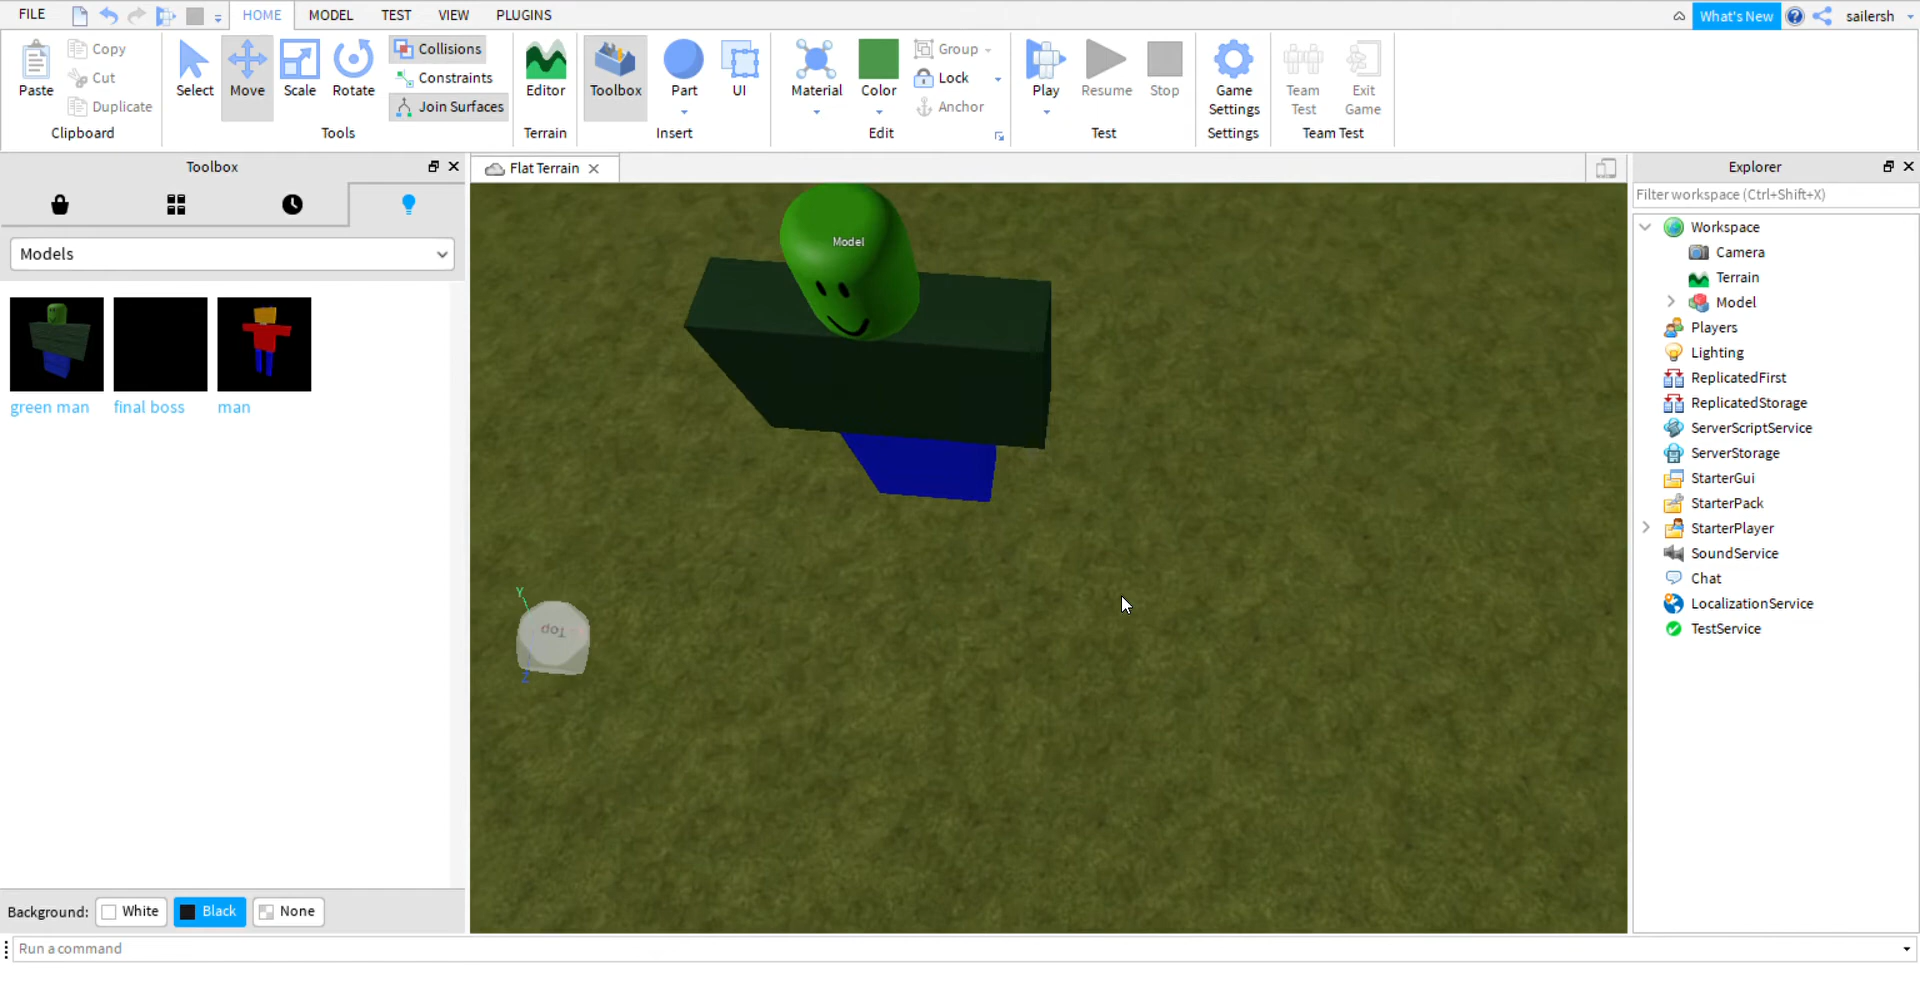 FILE HOME MODEL TEST VIEW PLUGINS What's New sailersh
Copy Collisions Group
Cut Constraints Lock
Paste Select Move Scale Rotate Editor Toolbox Part UI Material Color Play Resume Stop Game Settings Team Test Exit Game
Duplicate Join Surfaces Anchor
Clipboard Tools Terrain Insert Edit Test Settings Team Test
Toolbox
Models
green man final boss man
Background: White Black None
Flat Terrain
Model
Y
Top
Z
Explorer
Filter workspace (Ctrl+Shift+X)
Workspace
Camera
Terrain
Model
Players
Lighting
ReplicatedFirst
ReplicatedStorage
ServerScriptService
ServerStorage
StarterGui
StarterPack
StarterPlayer
SoundService
Chat
LocalizationService
TestService
Run a command